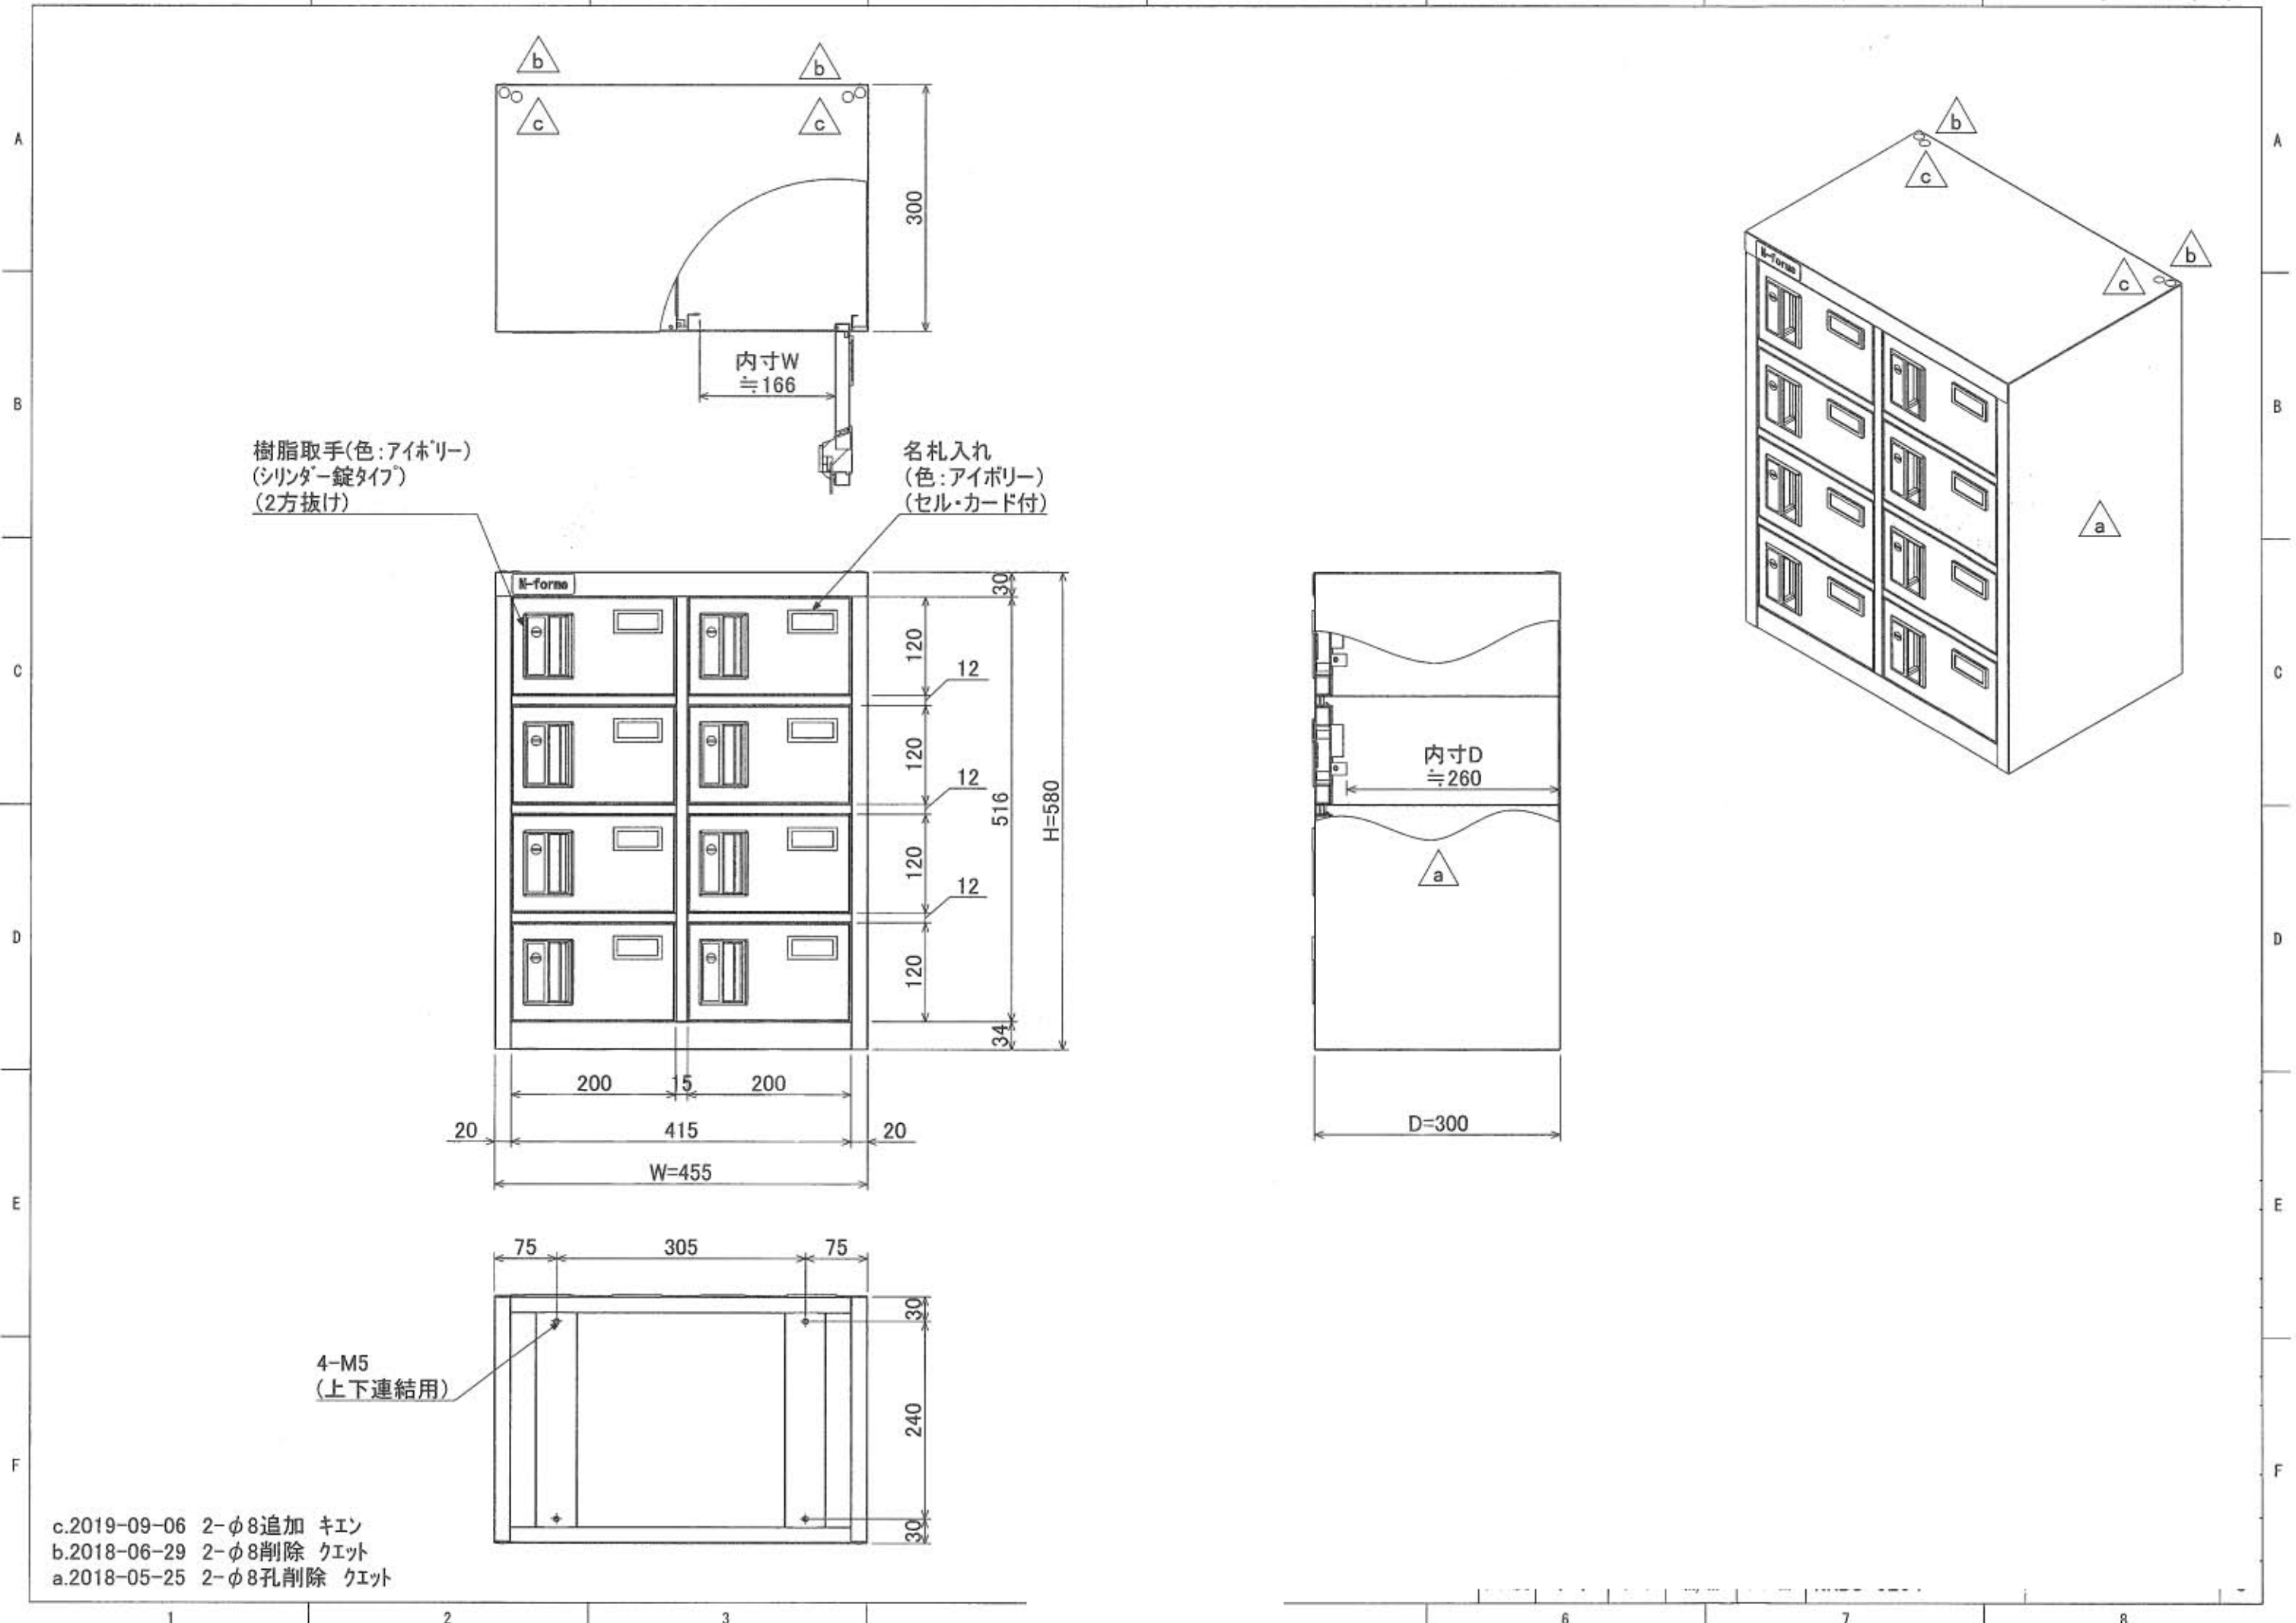 b
b
c
c
300
内寸W
≒166
樹脂取手(色:アイボリー)
(シリンダー錠タイプ)
(2方抜け)
名札入れ
(色:アイボリー)
(セル・カード付)
N-forme
30
120
12
120
12
120
12
120
516
34
H=580
200
15
200
20
415
20
W=455
内寸D
≒260
a
D=300
b
c
b
c
N-forme
a
75
305
75
30
240
30
4-M5
(上下連結用)
c.2019-09-06 2-φ8追加 キエン
b.2018-06-29 2-φ8削除 クエット
a.2018-05-25 2-φ8孔削除 クエット
A
B
C
D
E
F
A
B
C
D
E
F
1
2
3
6
7
8